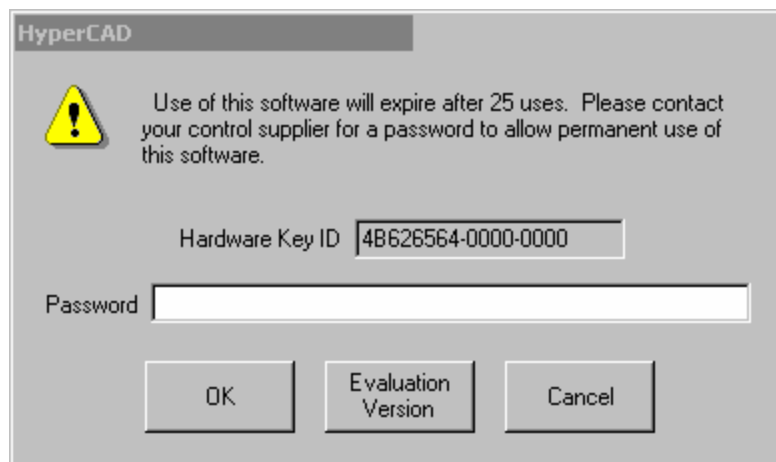 HyperCAD
Use of this software will expire after 25 uses.  Please contact
your control supplier for a password to allow permanent use of
this software.
Hardware Key ID 4B626564-0000-0000
Password
OK
Evaluation
Version
Cancel